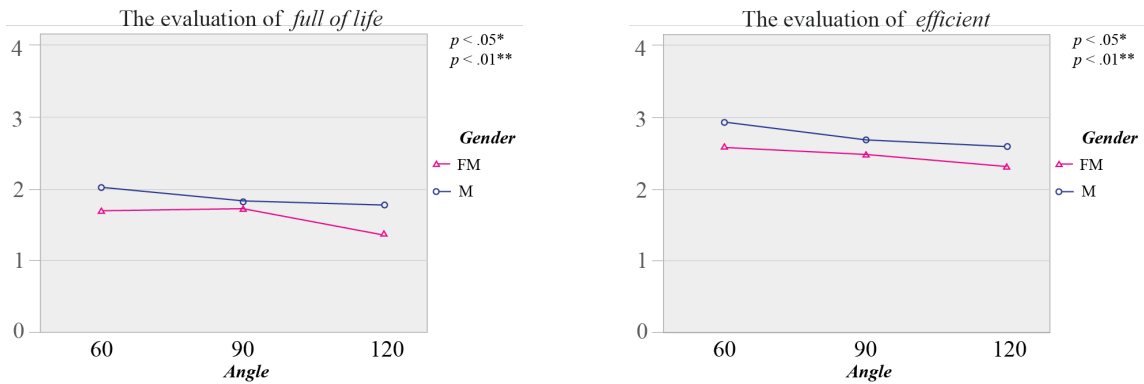 The evaluation of full of life
p < .05*
p < .01**
4
3
2
1
0
Gender
FM
M
60 90 120
Angle
The evaluation of efficient
p < .05*
p < .01**
4
3
2
1
0
Gender
FM
M
60 90 120
Angle